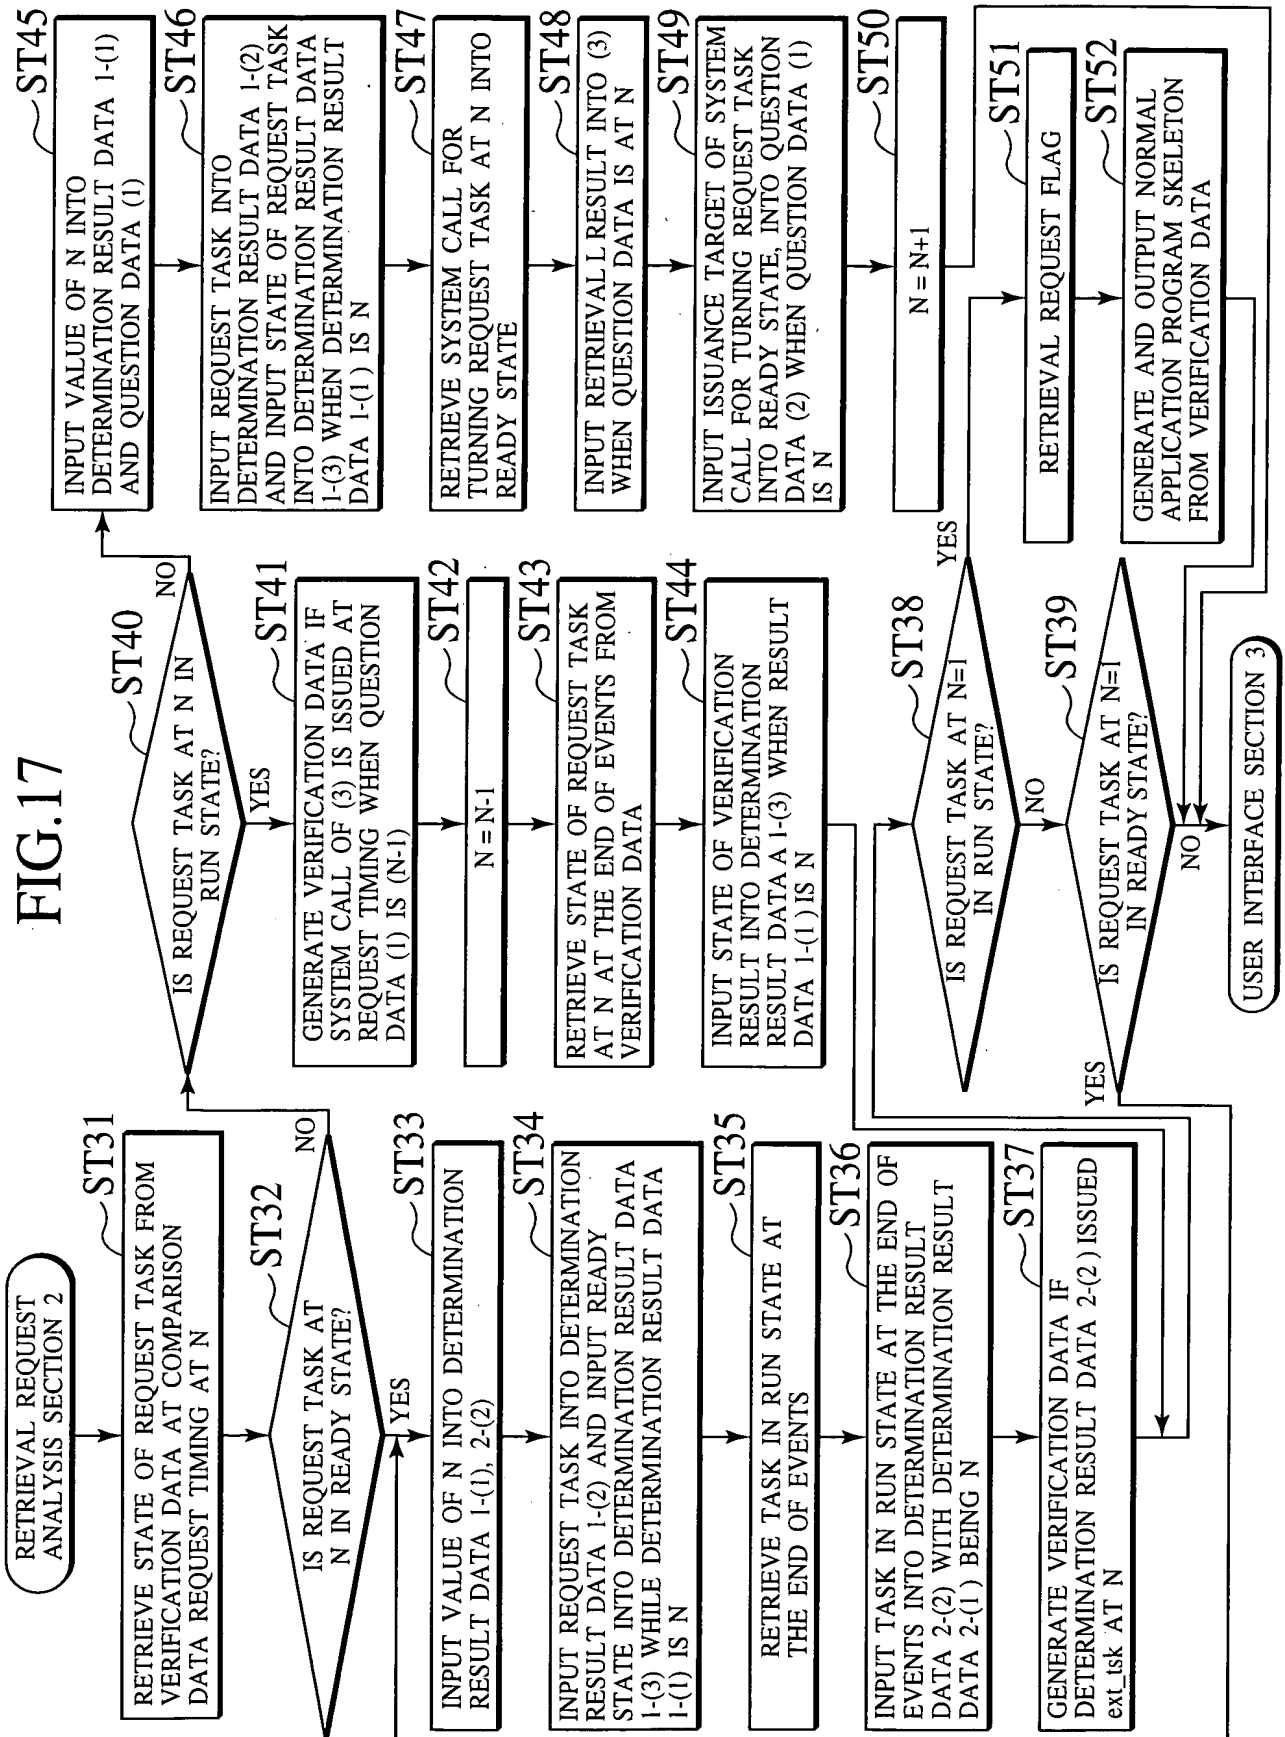 FIG.17
RETRIEVAL REQUEST
ANALYSIS SECTION 2
ST31
RETRIEVE STATE OF REQUEST TASK FROM
VERIFICATION DATA AT COMPARISON
DATA REQUEST TIMING AT N
ST32
IS REQUEST TASK AT
N IN READY STATE?
NO
YES
ST33
INPUT VALUE OF N INTO DETERMINATION
RESULT DATA 1-(1), 2-(2)
ST34
INPUT REQUEST TASK INTO DETERMINATION
RESULT DATA 1-(2) AND INPUT READY
STATE INTO DETERMINATION RESULT DATA
1-(3) WHILE DETERMINATION RESULT DATA
1-(1) IS N
ST35
RETRIEVE TASK IN RUN STATE AT
THE END OF EVENTS
ST36
INPUT TASK IN RUN STATE AT THE END OF
EVENTS INTO DETERMINATION RESULT
DATA 2-(2) WITH DETERMINATION RESULT
DATA 2-(1) BEING N
ST37
GENERATE VERIFICATION DATA IF
DETERMINATION RESULT DATA 2-(2) ISSUED
ext_tsk AT N
ST40
IS REQUEST TASK AT N IN
RUN STATE?
NO
YES
ST41
GENERATE VERIFICATION DATA IF
SYSTEM CALL OF (3) IS ISSUED AT
REQUEST TIMING WHEN QUESTION
DATA (1) IS (N-1)
ST42
N = N-1
ST43
RETRIEVE STATE OF REQUEST TASK
AT N AT THE END OF EVENTS FROM
VERIFICATION DATA
ST44
INPUT STATE OF VERIFICATION
RESULT INTO DETERMINATION
RESULT DATA A 1-(3) WHEN RESULT
DATA 1-(1) IS N
ST38
IS REQUEST TASK AT N=1
IN RUN STATE?
YES
NO
ST39
IS REQUEST TASK AT N=1
IN READY STATE?
YES
NO
USER INTERFACE SECTION 3
ST45
INPUT VALUE OF N INTO
DETERMINATION RESULT DATA 1-(1)
AND QUESTION DATA (1)
ST46
INPUT REQUEST TASK INTO
DETERMINATION RESULT DATA 1-(2)
AND INPUT STATE OF REQUEST TASK
INTO DETERMINATION RESULT DATA
1-(3) WHEN DETERMINATION RESULT
DATA 1-(1) IS N
ST47
RETRIEVE SYSTEM CALL FOR
TURNING REQUEST TASK AT N INTO
READY STATE
ST48
INPUT RETRIEVAL RESULT INTO (3)
WHEN QUESTION DATA IS AT N
ST49
INPUT ISSUANCE TARGET OF SYSTEM
CALL FOR TURNING REQUEST TASK
INTO READY STATE, INTO QUESTION
DATA (2) WHEN QUESTION DATA (1)
IS N
ST50
N = N+1
ST51
RETRIEVAL REQUEST FLAG
ST52
GENERATE AND OUTPUT NORMAL
APPLICATION PROGRAM SKELETON
FROM VERIFICATION DATA